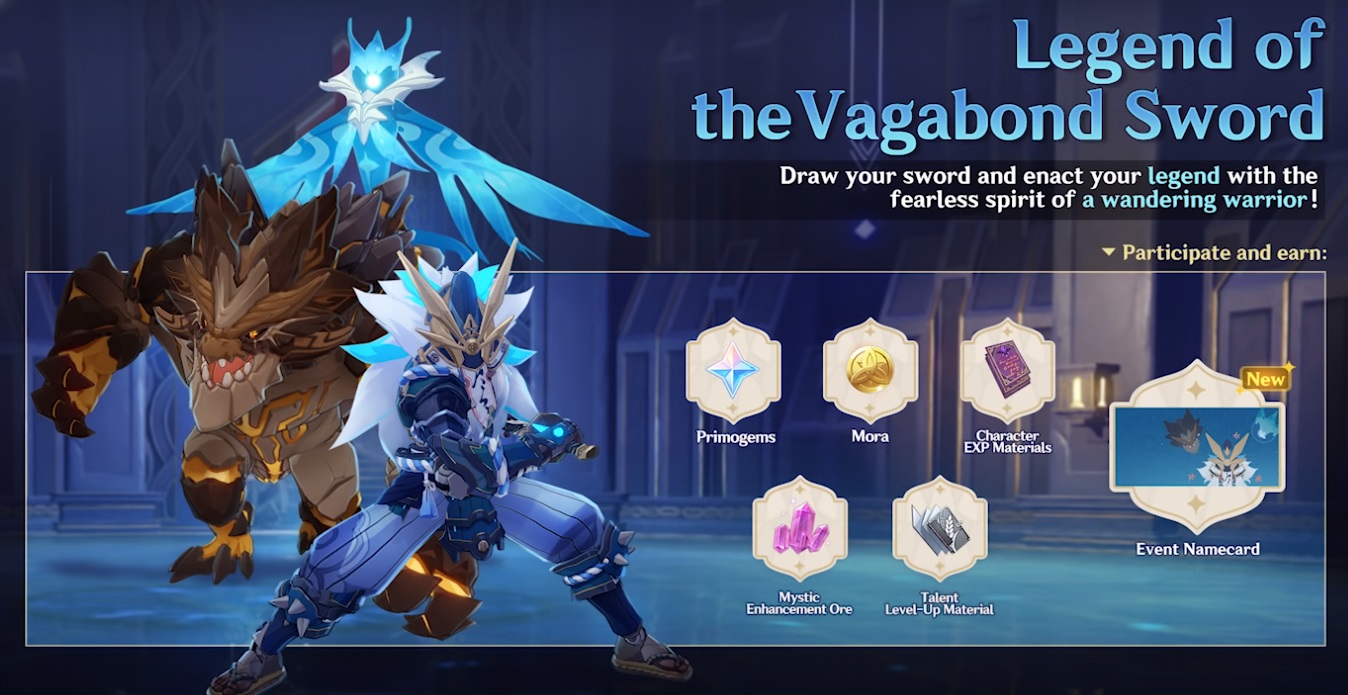 Legend of
the Vagabond Sword
Draw your sword and enact your legend with the
fearless spirit of a wandering warrior!
Participate and earn:
Primogems
Mora
Character
EXP Materials
New
Mystic
Enhancement Ore
Talent
Level-Up Material
Event Namecard